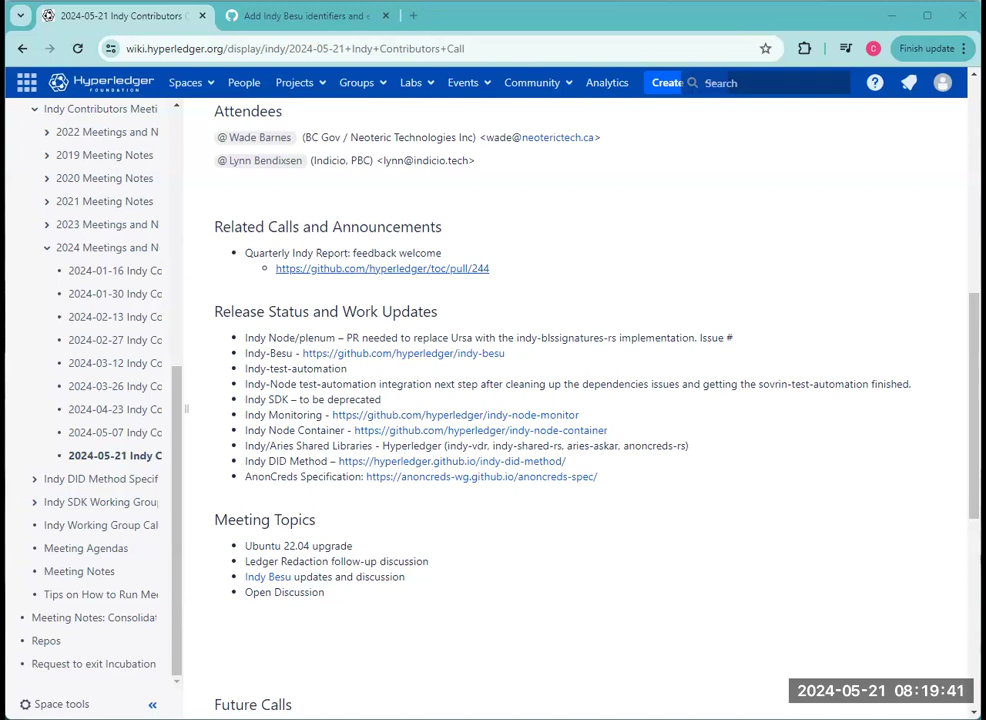 2024-05-21 Indy Contributors C
Add Indy Besu identifiers and e
wiki.hyperledger.org/display/indy/2024-05-21+Indy+Contributors+Call
Finish update
HYPERLEDGER FOUNDATION
Spaces
People
Projects
Groups
Labs
Events
Community
Analytics
Create
Search
Indy Contributors Meeti
2022 Meetings and N
2019 Meeting Notes
2020 Meeting Notes
2021 Meeting Notes
2023 Meetings and N
2024 Meetings and N
2024-01-16 Indy Co
2024-01-30 Indy Co
2024-02-13 Indy Co
2024-02-27 Indy Co
2024-03-12 Indy Co
2024-03-26 Indy Co
2024-04-23 Indy Co
2024-05-07 Indy Co
2024-05-21 Indy C
Indy DID Method Specif
Indy SDK Working Grou
Indy Working Group Cal
Meeting Agendas
Meeting Notes
Tips on How to Run Mee
Meeting Notes: Consolidat
Repos
Request to exit Incubation
Space tools
Attendees
@Wade Barnes (BC Gov / Neoteric Technologies Inc) <wade@neoterictech.ca>
@Lynn Bendixsen (Indicio, PBC) <lynn@indicio.tech>
Related Calls and Announcements
Quarterly Indy Report: feedback welcome
https://github.com/hyperledger/toc/pull/244
Release Status and Work Updates
Indy Node/plenum – PR needed to replace Ursa with the indy-blssignatures-rs implementation. Issue #
Indy-Besu - https://github.com/hyperledger/indy-besu
Indy-test-automation
Indy-Node test-automation integration next step after cleaning up the dependencies issues and getting the sovrin-test-automation finished.
Indy SDK – to be deprecated
Indy Monitoring - https://github.com/hyperledger/indy-node-monitor
Indy Node Container - https://github.com/hyperledger/indy-node-container
Indy/Aries Shared Libraries - Hyperledger (indy-vdr, indy-shared-rs, aries-askar, anoncreds-rs)
Indy DID Method – https://hyperledger.github.io/indy-did-method/
AnonCreds Specification: https://anoncreds-wg.github.io/anoncreds-spec/
Meeting Topics
Ubuntu 22.04 upgrade
Ledger Redaction follow-up discussion
Indy Besu updates and discussion
Open Discussion
Future Calls
2024-05-21 08:19:41